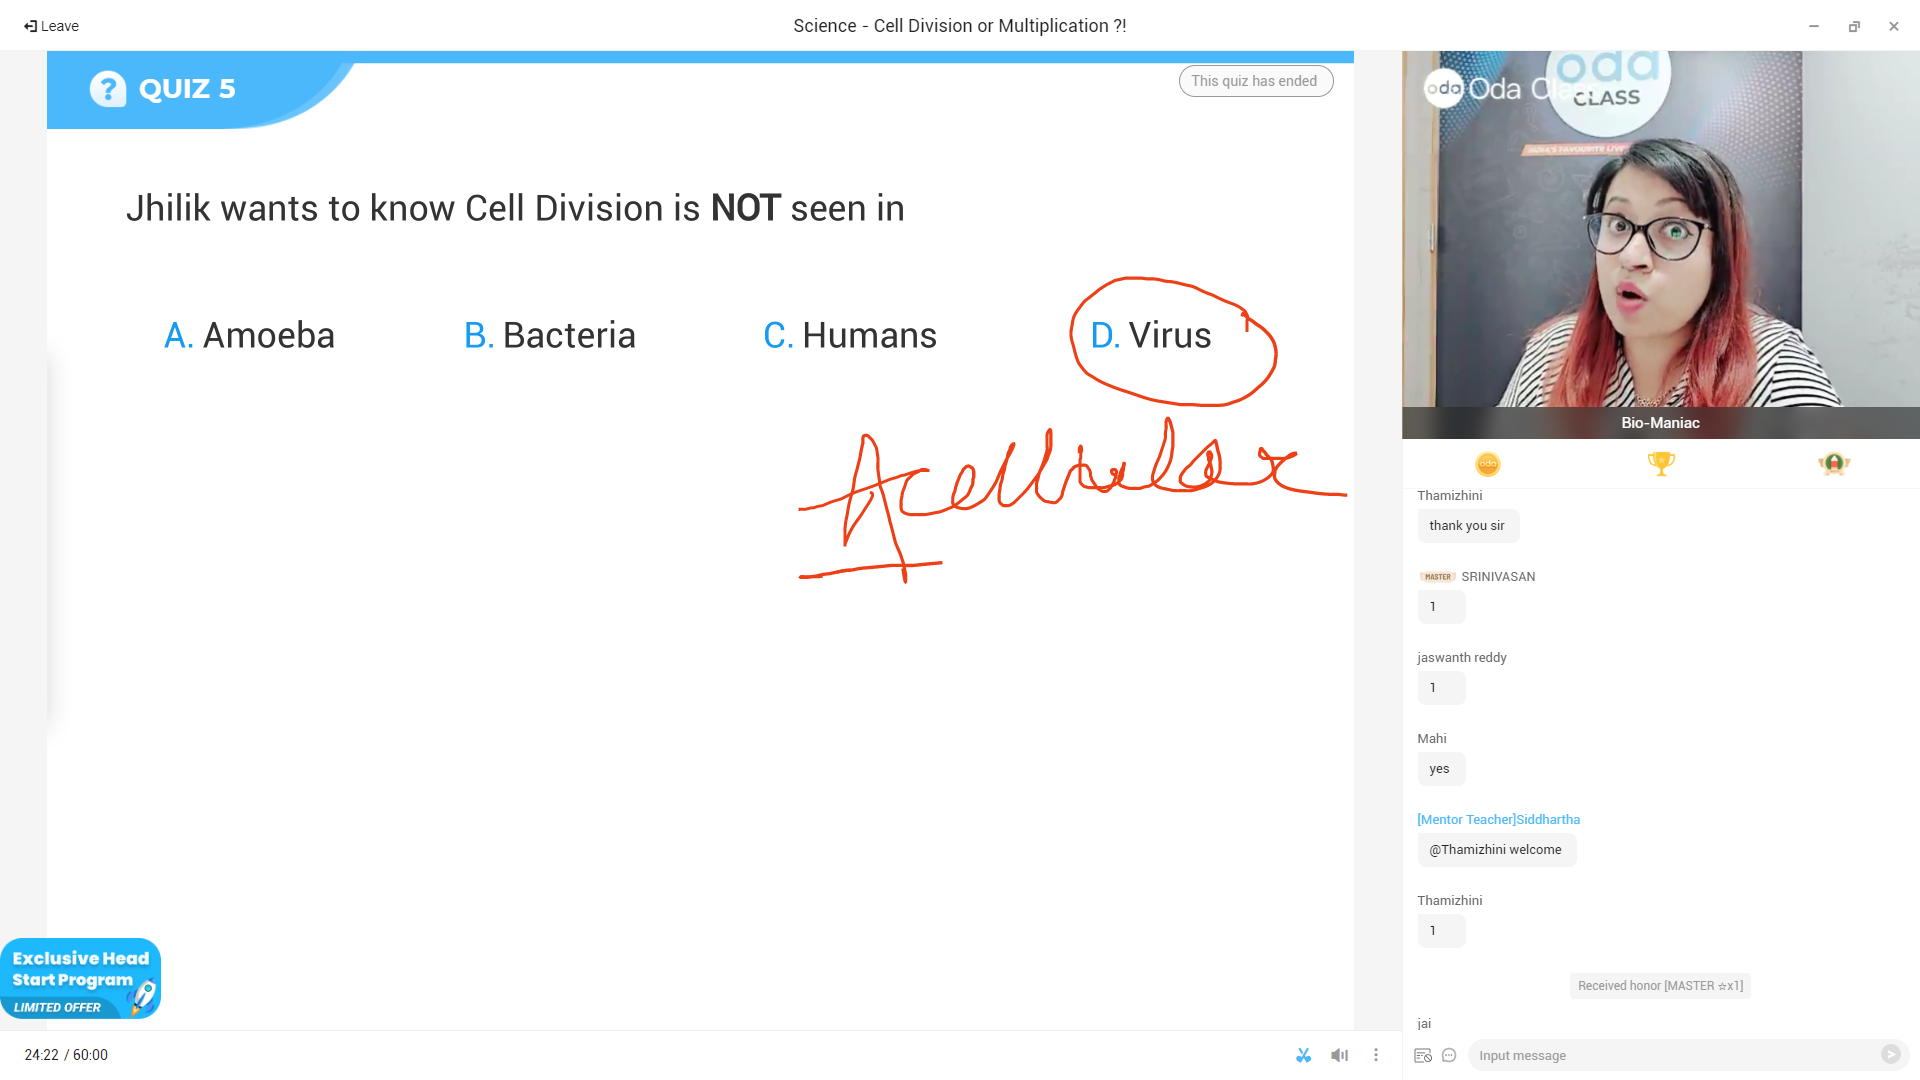 Leave
Science - Cell Division or Multiplication ?!
? QUIZ 5
This quiz has ended
Jhilik wants to know Cell Division is NOT seen in
A. Amoeba
B. Bacteria
C. Humans
D. Virus
Acellular
Exclusive Head
Start Program
LIMITED OFFER
24:22 / 60:00
oda Oda Class
oda
CLASS
Bio-Maniac
oda
Thamizhini
thank you sir
MASTER SRINIVASAN
1
jaswanth reddy
1
Mahi
yes
[Mentor Teacher]Siddhartha
@Thamizhini welcome
Thamizhini
1
Received honor [MASTER ☆x1]
jai
Input message